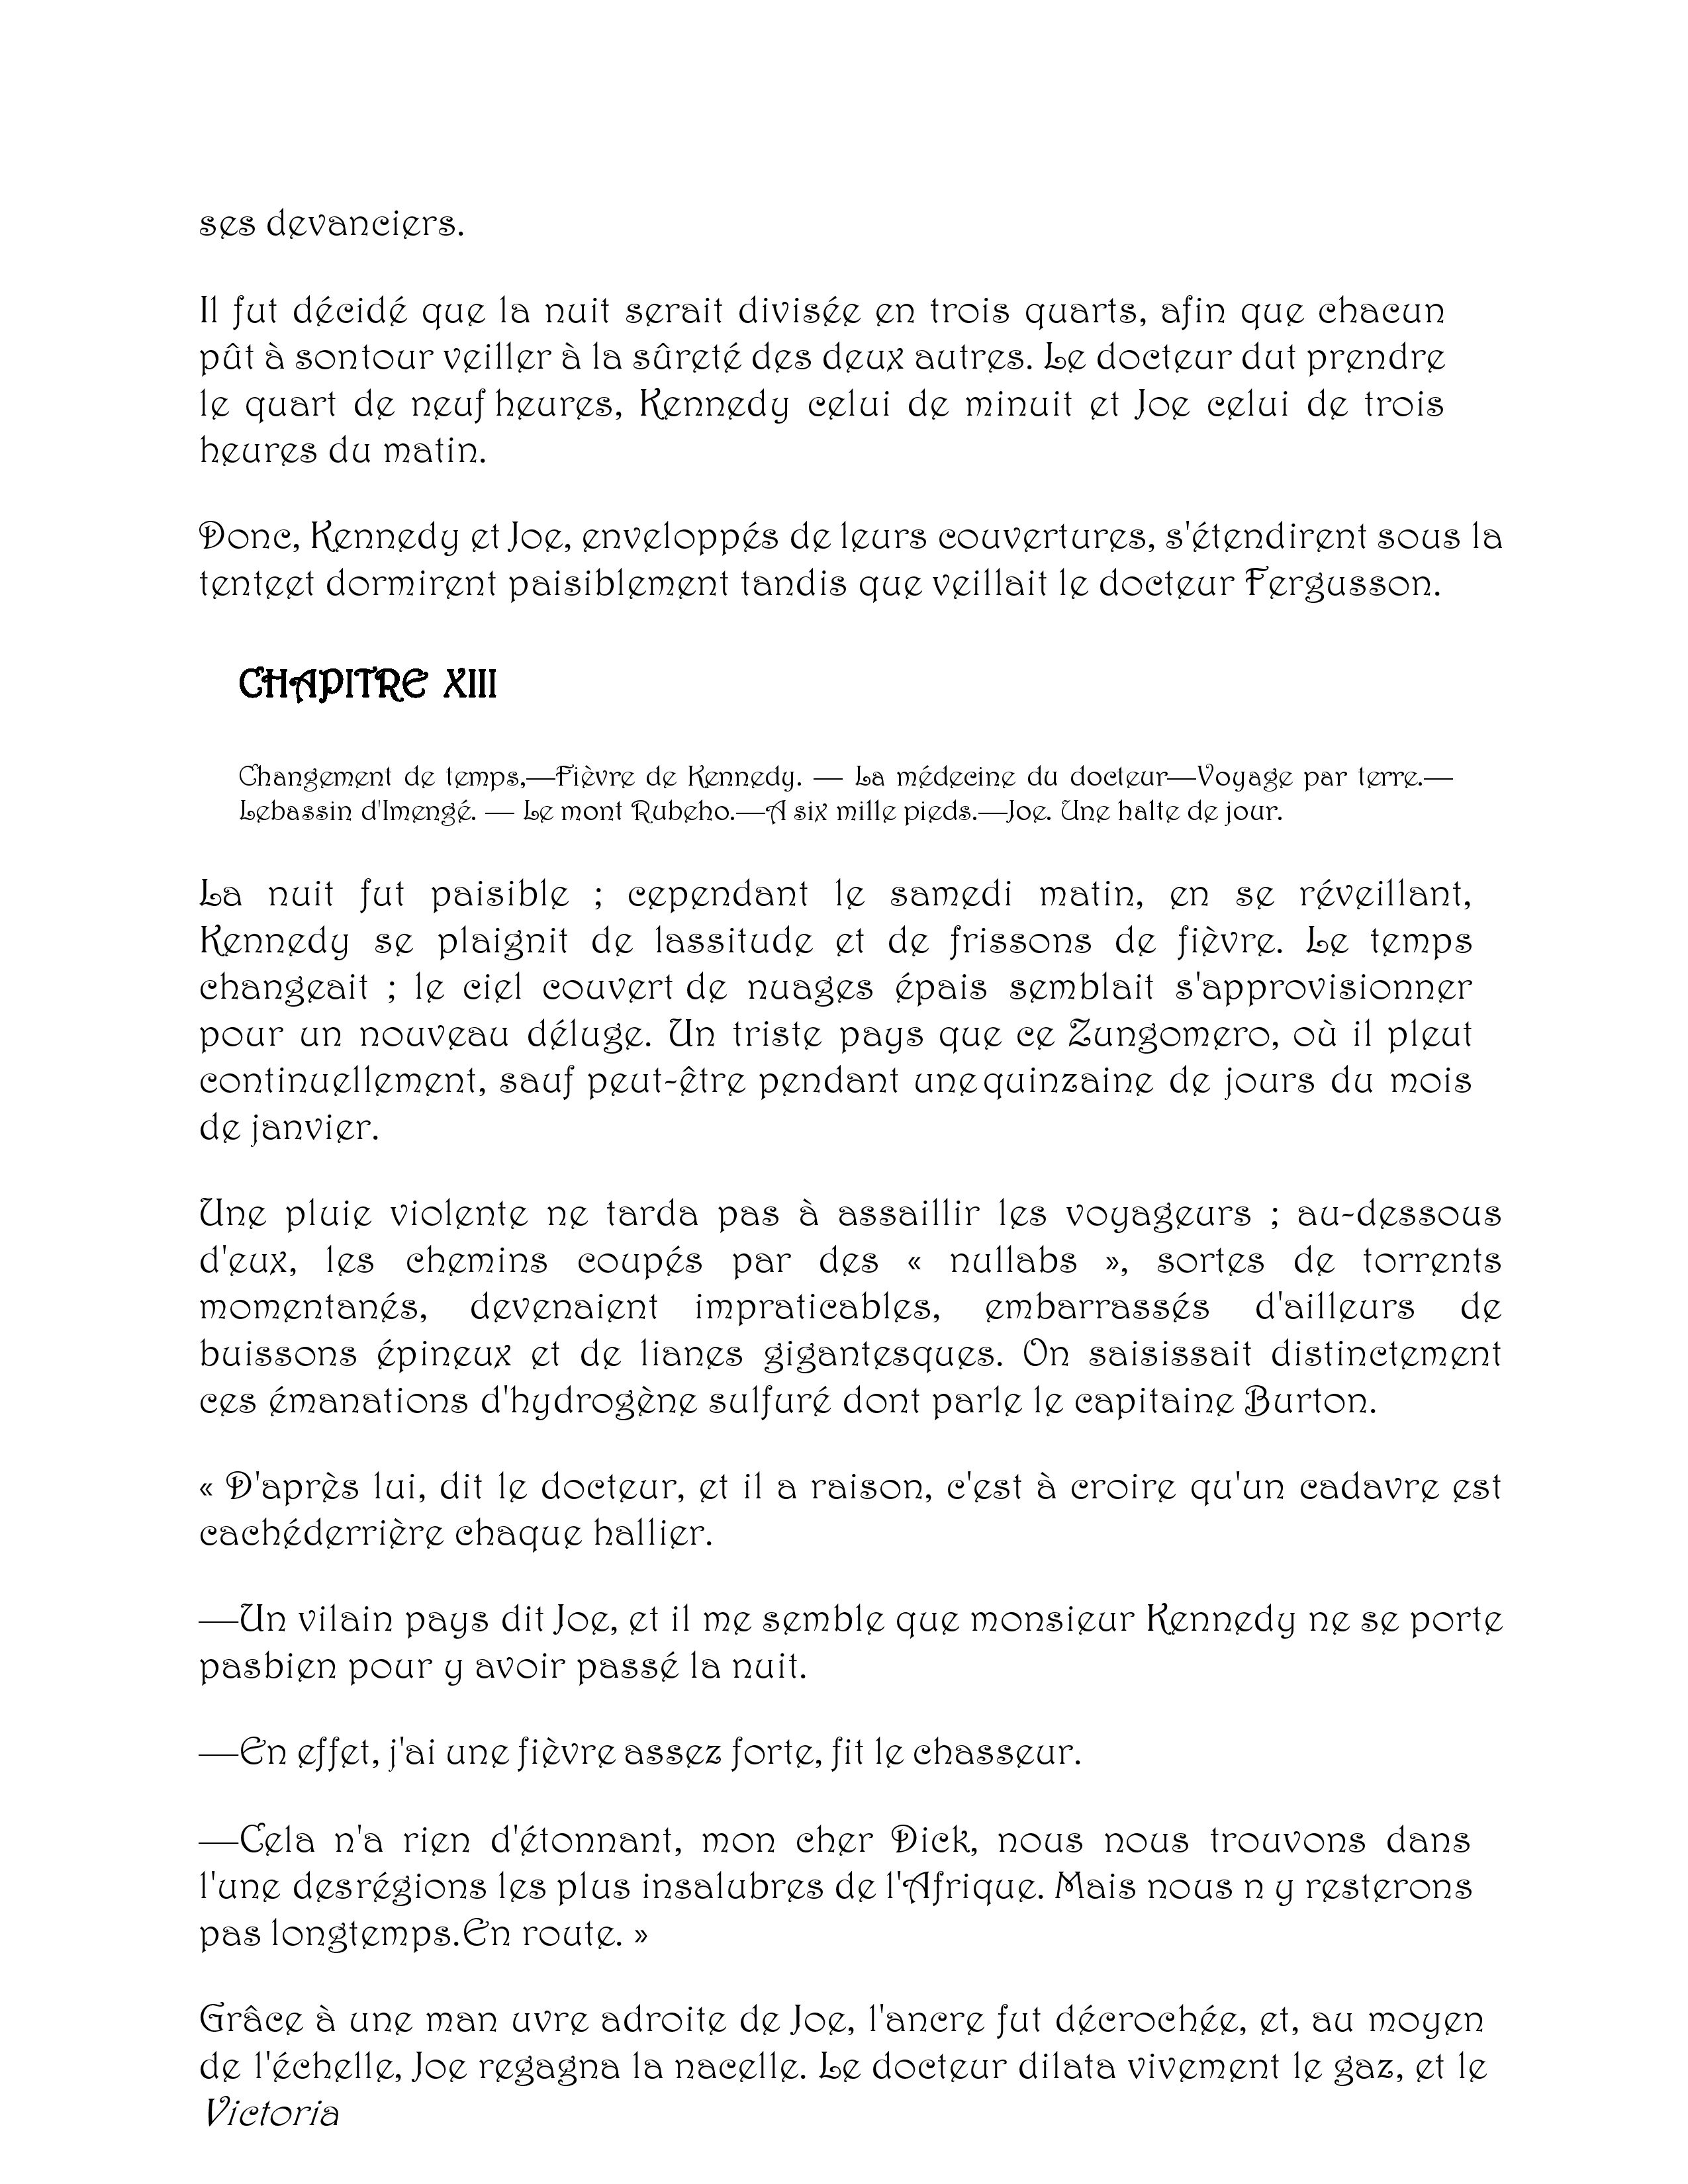 ses devanciers.
Il fut décidé que la nuit serait divisée en trois quarts, afin que chacun
pût à sontour veiller à la sûreté des deux autres. Le docteur dut prendre
le quart de neuf heures, Kennedy celui de minuit et Joe celui de trois
heures du matin.
Donc, Kennedy et Joe, enveloppés de leurs couvertures, s'étendirent sous la
tenteet dormirent paisiblement tandis que veillait le docteur Fergusson.
CHAPITRE XIII
Changement de temps,—Fièvre de Kennedy. — La médecine du docteur—Voyage par terre.—
Lebassin d'Imengé. — Le mont Rubeho.—A six mille pieds.—Joe. Une halte de jour.
La nuit fut paisible ; cependant le samedi matin, en se réveillant,
Kennedy se plaignit de lassitude et de frissons de fièvre. Le temps
changeait ; le ciel couvert de nuages épais semblait s'approvisionner
pour un nouveau déluge. Un triste pays que ce Zungomero, où il pleut
continuellement, sauf peut-être pendant unequinzaine de jours du mois
de janvier.
Une pluie violente ne tarda pas à assaillir les voyageurs ; au-dessous
d'eux, les chemins coupés par des « nullabs », sortes de torrents
momentanés, devenaient impraticables, embarrassés d'ailleurs de
buissons épineux et de lianes gigantesques. On saisissait distinctement
ces émanations d'hydrogène sulfuré dont parle le capitaine Burton.
« D'après lui, dit le docteur, et il a raison, c'est à croire qu'un cadavre est
cachéderrière chaque hallier.
—Un vilain pays dit Joe, et il me semble que monsieur Kennedy ne se porte
pasbien pour y avoir passé la nuit.
—En effet, j'ai une fièvre assez forte, fit le chasseur.
—Cela n'a rien d'étonnant, mon cher Dick, nous nous trouvons dans
l'une desrégions les plus insalubres de l'Afrique. Mais nous n y resterons
pas longtemps.En route. »
Grâce à une man uvre adroite de Joe, l'ancre fut décrochée, et, au moyen
de l'échelle, Joe regagna la nacelle. Le docteur dilata vivement le gaz, et le
Victoria